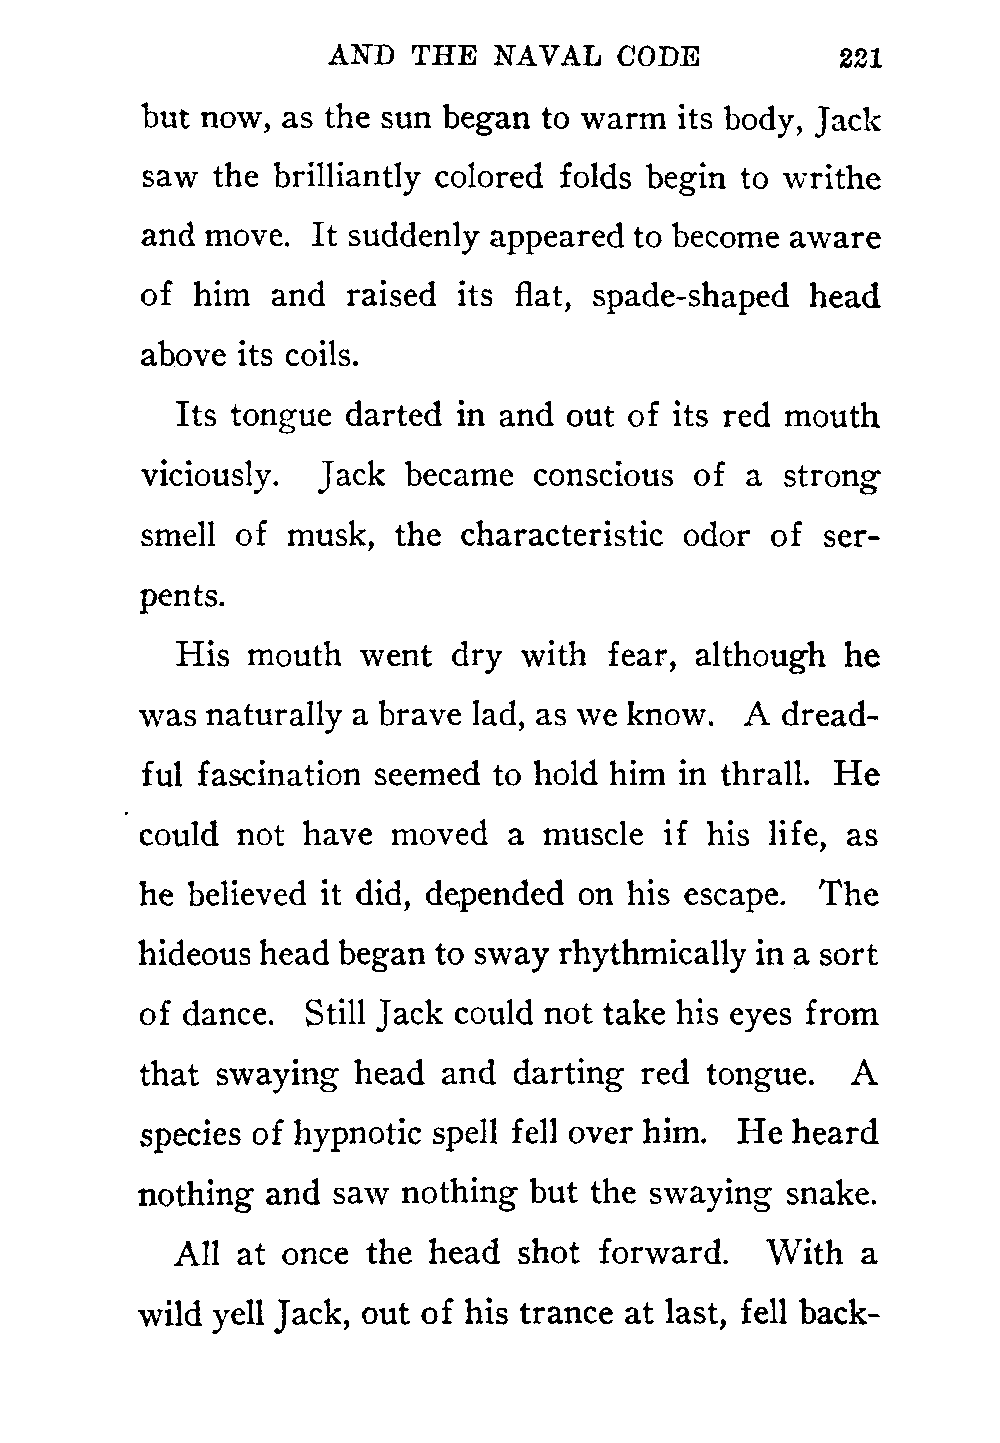 AND THE NAVAL CODE 221
but now, as the sun began to warm its body, Jack
saw the brilliantly colored folds begin to writhe
and move. It suddenly appeared to become aware
of him and raised its flat, spade-shaped head
above its coils.
Its tongue darted in and out of its red mouth
viciously. Jack became conscious of a strong
smell of musk, the characteristic odor of ser-
pents.
His mouth went dry with fear, although he
was naturally a brave lad, as we know. A dread-
ful fascination seemed to hold him in thrall. He
could not have moved a muscle if his life, as
he believed it did, depended on his escape. The
hideous head began to sway rhythmically in a sort
of dance. Still Jack could not take his eyes from
that swaying head and darting red tongue. A
species of hypnotic spell fell over him. He heard
nothing and saw nothing but the swaying snake.
All at once the head shot forward. With a
wild yell Jack, out of his trance at last, fell back-